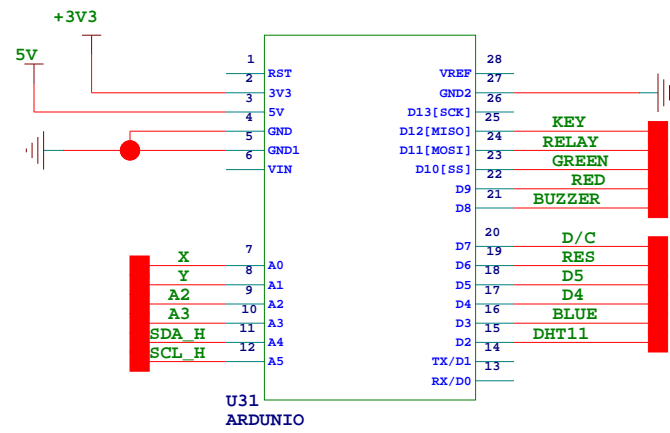 +3V3
5V
1
RST
2
3V3
3
5V
4
GND
5
GND1
6
VIN
7
A0
X
8
A1
Y
9
A2
A2
10
A3
A3
11
A4
SDA_H
12
A5
SCL_H
28
VREF
27
GND2
26
D13[SCK]
25
D12[MISO]
KEY
24
D11[MOSI]
RELAY
23
D10[SS]
GREEN
22
D9
RED
21
D8
BUZZER
20
D7
D/C
19
D6
RES
18
D5
D5
17
D4
D4
16
D3
BLUE
15
D2
DHT11
14
TX/D1
13
RX/D0
U31
ARDUNIO